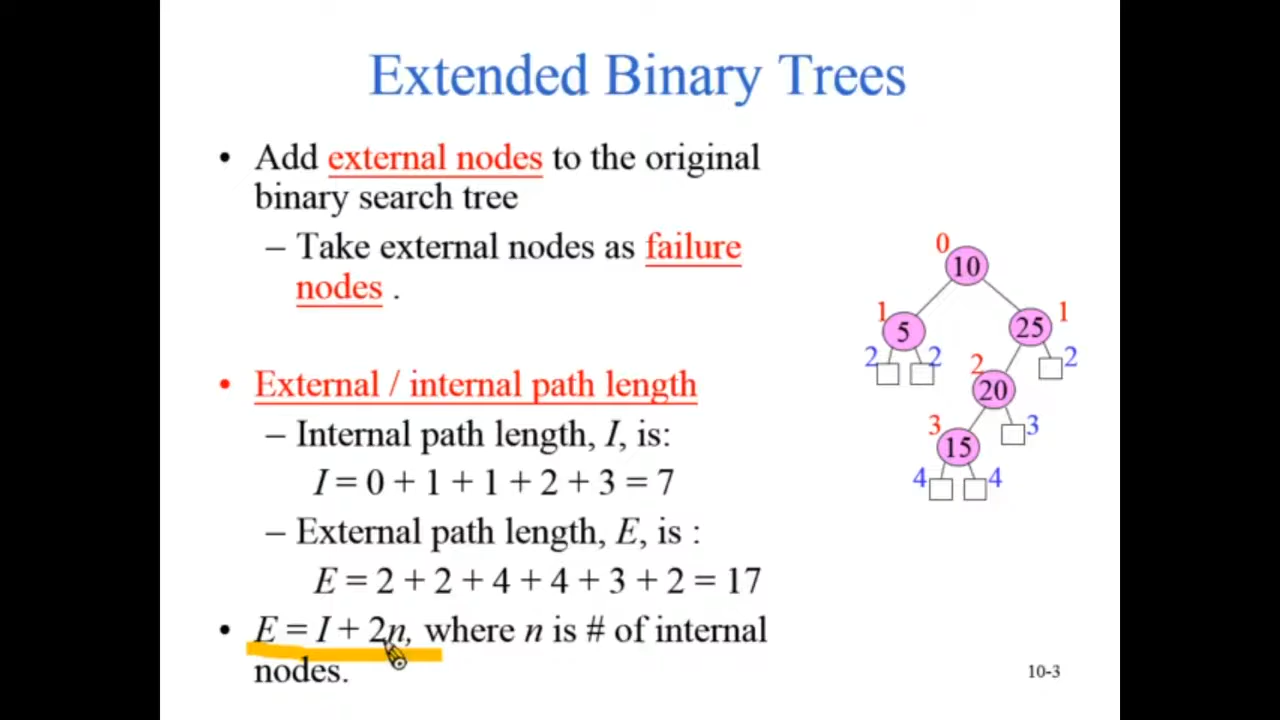 Extended Binary Trees
• Add external nodes to the original
binary search tree
– Take external nodes as failure
nodes .
• External / internal path length
– Internal path length, I, is:
I = 0 + 1 + 1 + 2 + 3 = 7
– External path length, E, is :
E = 2 + 2 + 4 + 4 + 3 + 2 = 17
• E = I + 2n, where n is # of internal
nodes.
0
10
1
5
25
1
2
2
2
20
2
3
15
3
4
4
10-3